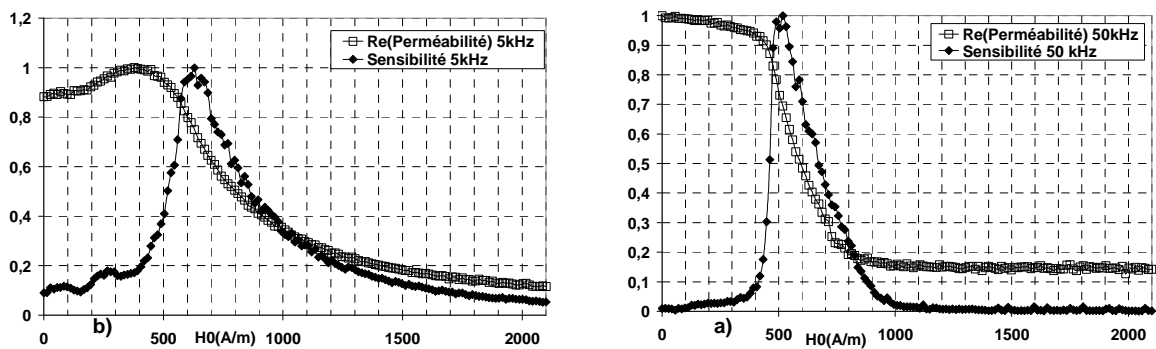 1,2
1
0,8
0,6
0,4
0,2
0
0 500 1000 1500 2000
b) H0(A/m)
Re(Perméabilité) 5kHz
Sensibilité 5kHz
1
0,9
0,8
0,7
0,6
0,5
0,4
0,3
0,2
0,1
0
0 500 1000 1500 2000
H0(A/m) a)
Re(Perméabilité) 50kHz
Sensibilité 50 kHz